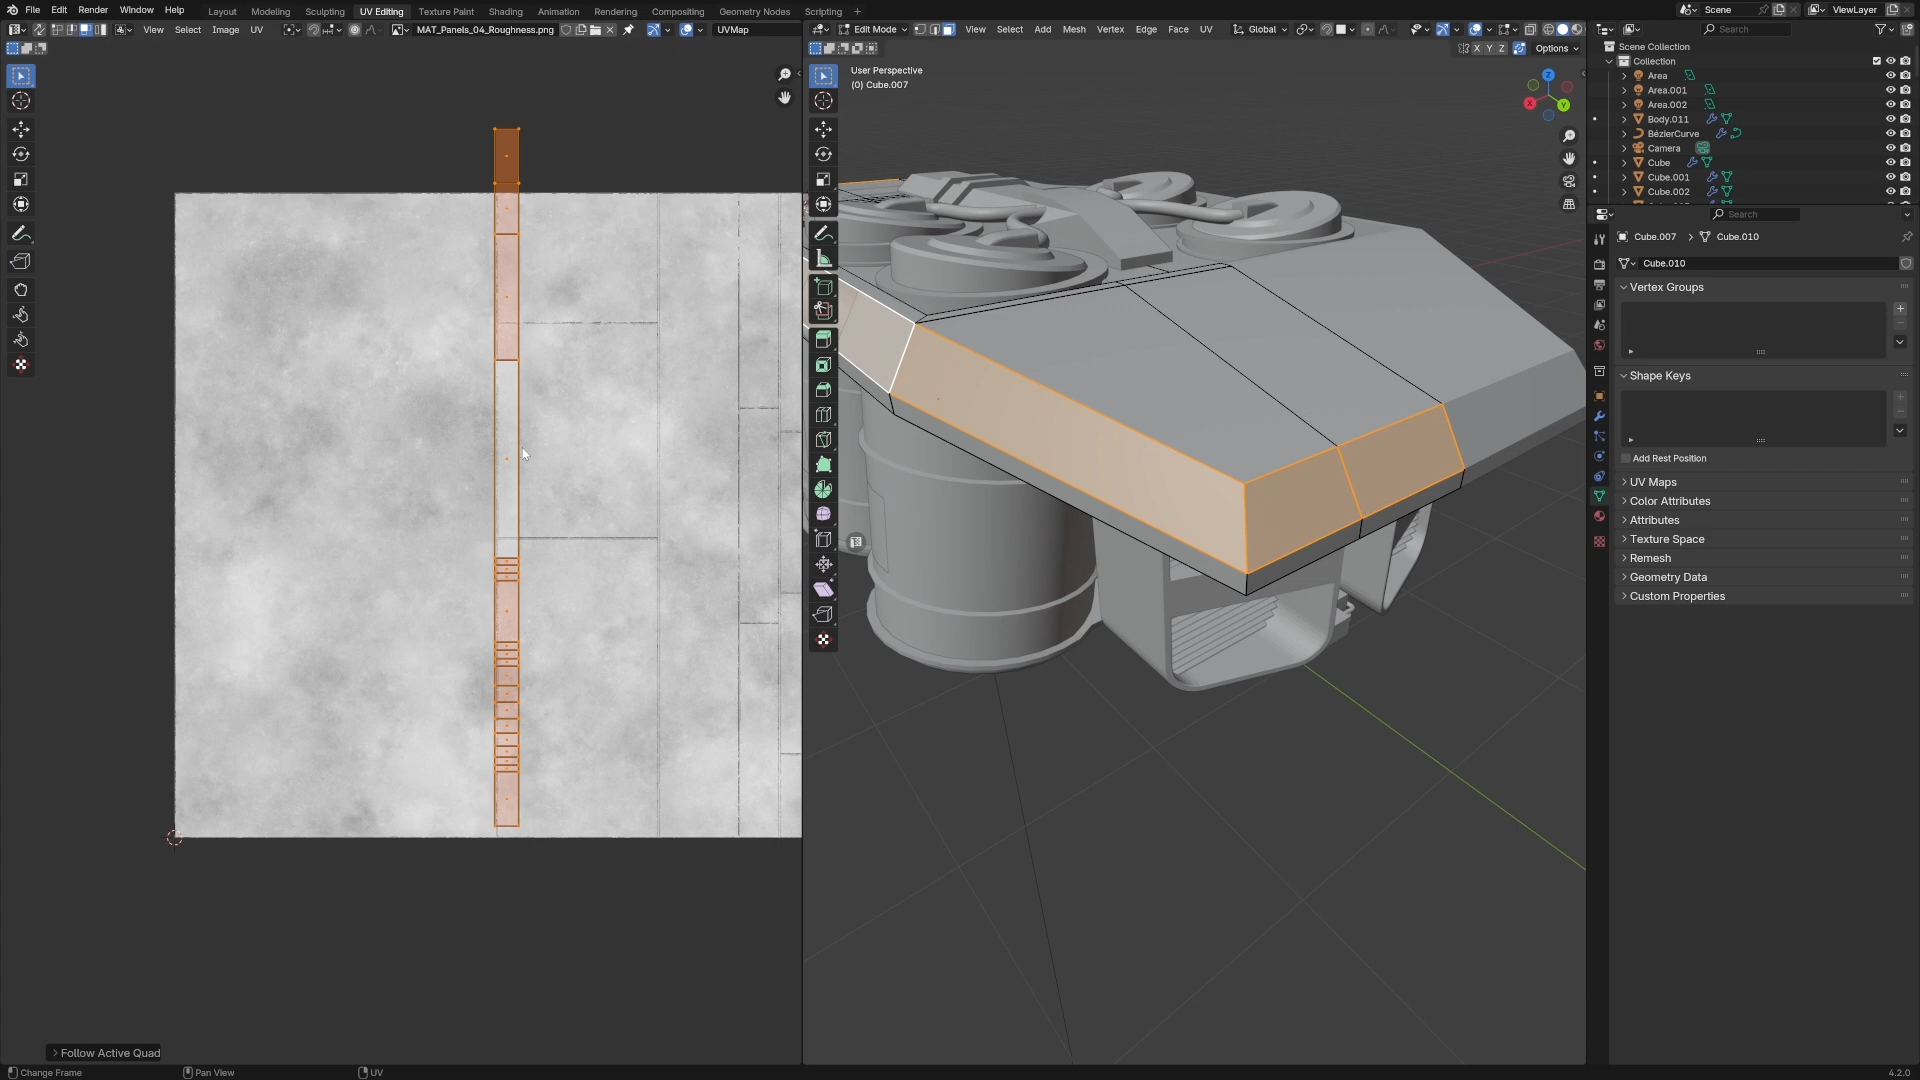 File Edit Render Window Help Layout Modeling Sculpting UV Editing Texture Paint Shading Animation Rendering Compositing Geometry Nodes Scripting + Scene ViewLayer
View Select Image UV MAT_Panels_04_Roughness.png UVMap
Edit Mode View Select Add Mesh Vertex Edge Face UV Global
X Y Z Options
User Perspective
(0) Cube.007
Z
X
Y
Search
Scene Collection
Collection
Area
Area.001
Area.002
Body.011
BézierCurve
Camera
Cube
Cube.001
Cube.002
Search
Cube.007 > Cube.010
Cube.010
Vertex Groups
Shape Keys
Add Rest Position
UV Maps
Color Attributes
Attributes
Texture Space
Remesh
Geometry Data
Custom Properties
Follow Active Quad
Change Frame Pan View UV 4.2.0